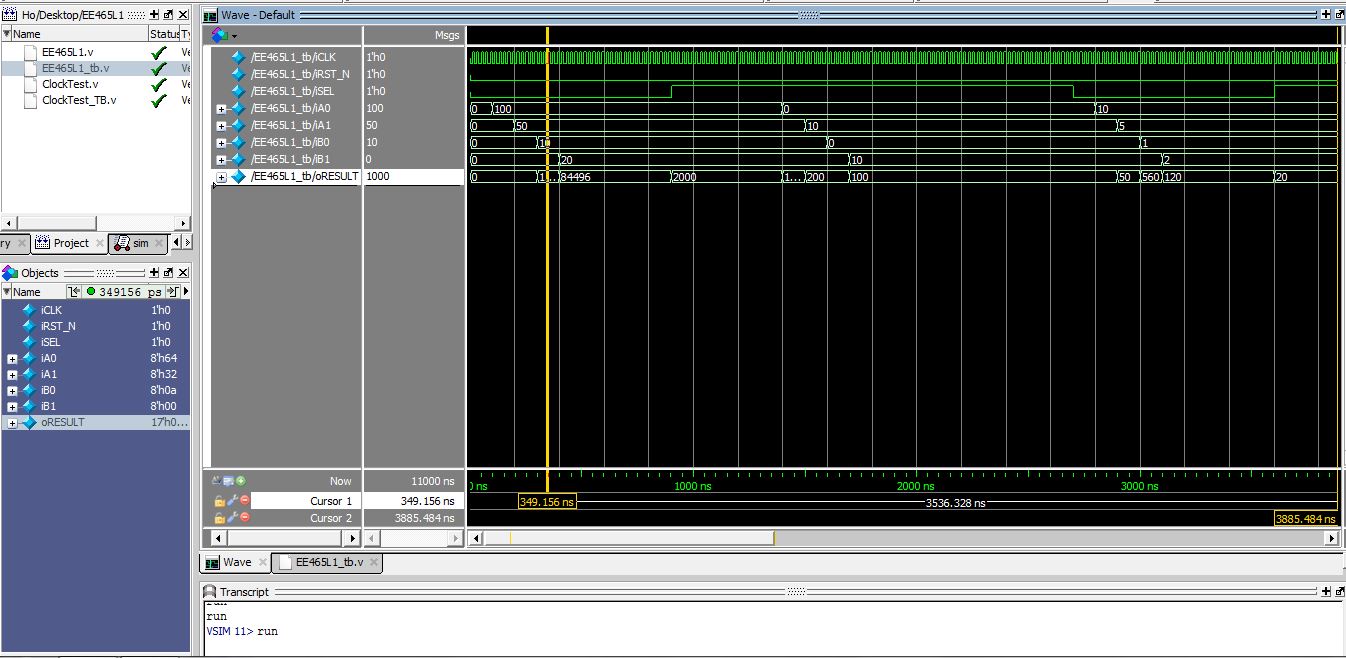 Ho/Desktop/EE465L1
Name Status Ty
EE465L1.v Ve
EE465L1_tb.v Ve
ClockTest.v Ve
ClockTest_TB.v Ve
ry Project sim
Objects
Name 349156 ps
iCLK 1'h0
iRST_N 1'h0
iSEL 1'h0
iA0 8'h64
iA1 8'h32
iB0 8'h0a
iB1 8'h00
oRESULT 17'h0...
Wave - Default
Msgs
/EE465L1_tb/iCLK 1'h0
/EE465L1_tb/iRST_N 1'h0
/EE465L1_tb/iSEL 1'h0
/EE465L1_tb/iA0 100 0 100 0 10
/EE465L1_tb/iA1 50 0 50 10 5
/EE465L1_tb/iB0 10 0 10 0 1
/EE465L1_tb/iB1 0 0 20 10 2
/EE465L1_tb/oRESULT 1000 0 1... 84496 2000 1... 200 100 50 560 120 20
Now 11000 ns 0 ns 1000 ns 2000 ns 3000 ns
Cursor 1 349.156 ns 349.156 ns 3536.328 ns
Cursor 2 3885.484 ns 3885.484 ns
Wave EE465L1_tb.v
Transcript
run
run
VSIM 11> run